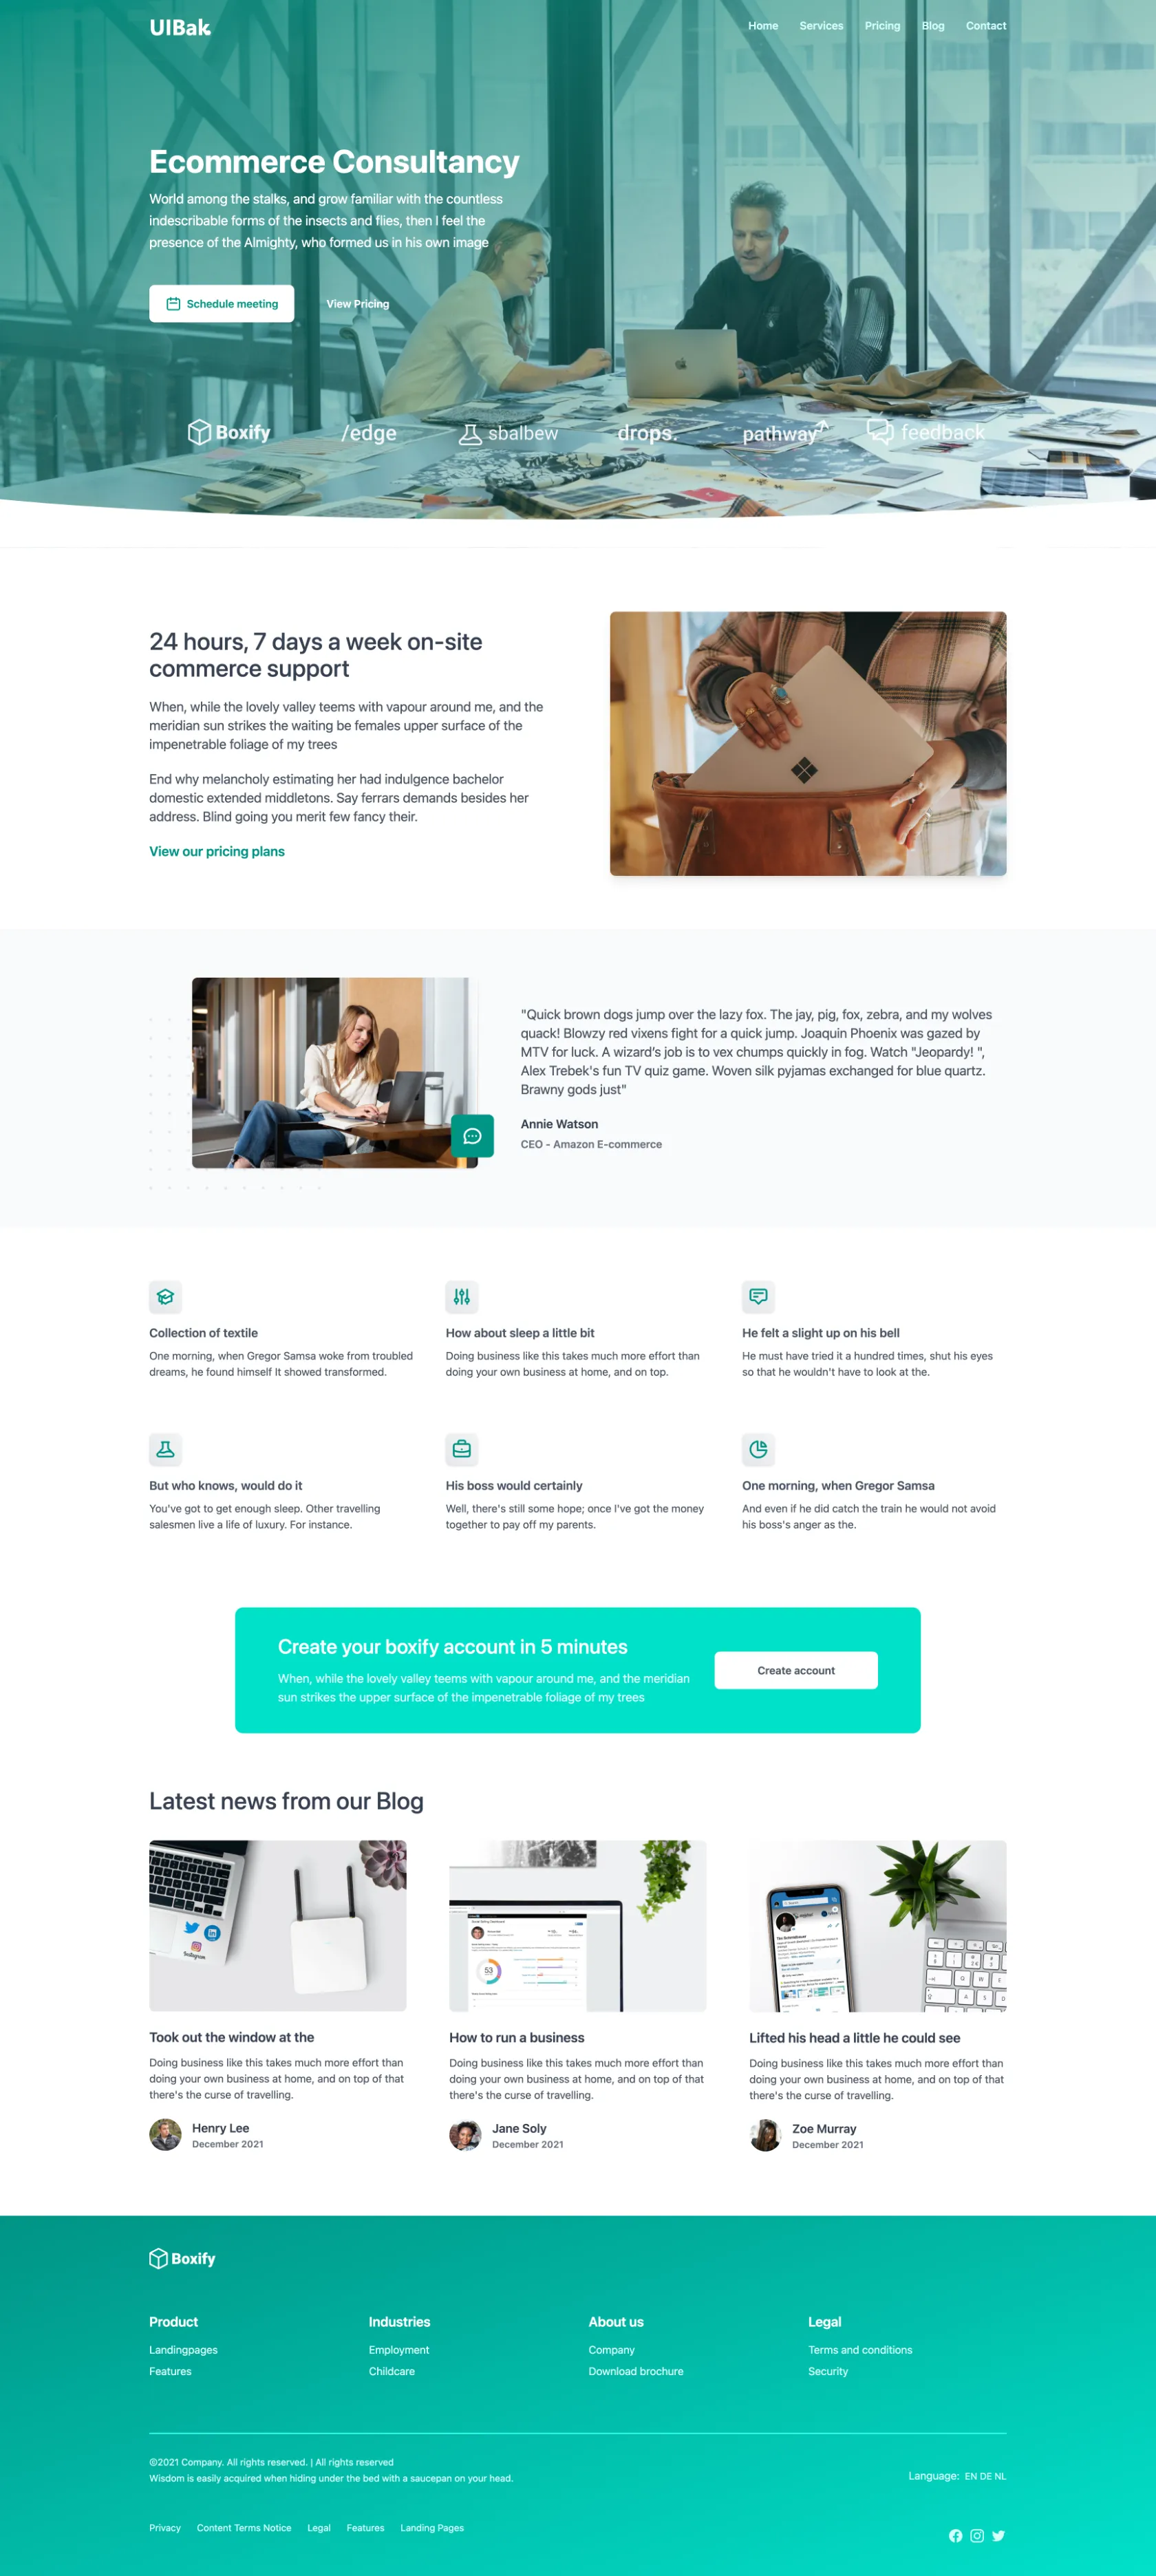 UIBak
Home Services Pricing Blog Contact
Ecommerce Consultancy
World among the stalks, and grow familiar with the countless
indescribable forms of the insects and flies, then I feel the
presence of the Almighty, who formed us in his own image
Schedule meeting View Pricing
Boxify /edge sbalbew drops. pathway feedback
24 hours, 7 days a week on-site
commerce support
When, while the lovely valley teems with vapour around me, and the
meridian sun strikes the waiting be females upper surface of the
impenetrable foliage of my trees
End why melancholy estimating her had indulgence bachelor
domestic extended middletons. Say ferrars demands besides her
address. Blind going you merit few fancy their.
View our pricing plans
"Quick brown dogs jump over the lazy fox. The jay, pig, fox, zebra, and my wolves
quack! Blowzy red vixens fight for a quick jump. Joaquin Phoenix was gazed by
MTV for luck. A wizard’s job is to vex chumps quickly in fog. Watch "Jeopardy! ",
Alex Trebek's fun TV quiz game. Woven silk pyjamas exchanged for blue quartz.
Brawny gods just"
Annie Watson
CEO - Amazon E-commerce
Collection of textile
One morning, when Gregor Samsa woke from troubled
dreams, he found himself It showed transformed.
How about sleep a little bit
Doing business like this takes much more effort than
doing your own business at home, and on top.
He felt a slight up on his bell
He must have tried it a hundred times, shut his eyes
so that he wouldn't have to look at the.
But who knows, would do it
You've got to get enough sleep. Other travelling
salesmen live a life of luxury. For instance.
His boss would certainly
Well, there's still some hope; once I've got the money
together to pay off my parents.
One morning, when Gregor Samsa
And even if he did catch the train he would not avoid
his boss's anger as the.
Create your boxify account in 5 minutes
When, while the lovely valley teems with vapour around me, and the meridian
sun strikes the upper surface of the impenetrable foliage of my trees
Create account
Latest news from our Blog
Instagram
53
Took out the window at the
Doing business like this takes much more effort than
doing your own business at home, and on top of that
there's the curse of travelling.
Henry Lee
December 2021
How to run a business
Doing business like this takes much more effort than
doing your own business at home, and on top of that
there's the curse of travelling.
Jane Soly
December 2021
Lifted his head a little he could see
Doing business like this takes much more effort than
doing your own business at home, and on top of that
there's the curse of travelling.
Zoe Murray
December 2021
Boxify
Product
Landingpages
Features
Industries
Employment
Childcare
About us
Company
Download brochure
Legal
Terms and conditions
Security
©2021 Company. All rights reserved. | All rights reserved
Wisdom is easily acquired when hiding under the bed with a saucepan on your head.
Language: EN DE NL
Privacy Content Terms Notice Legal Features Landing Pages